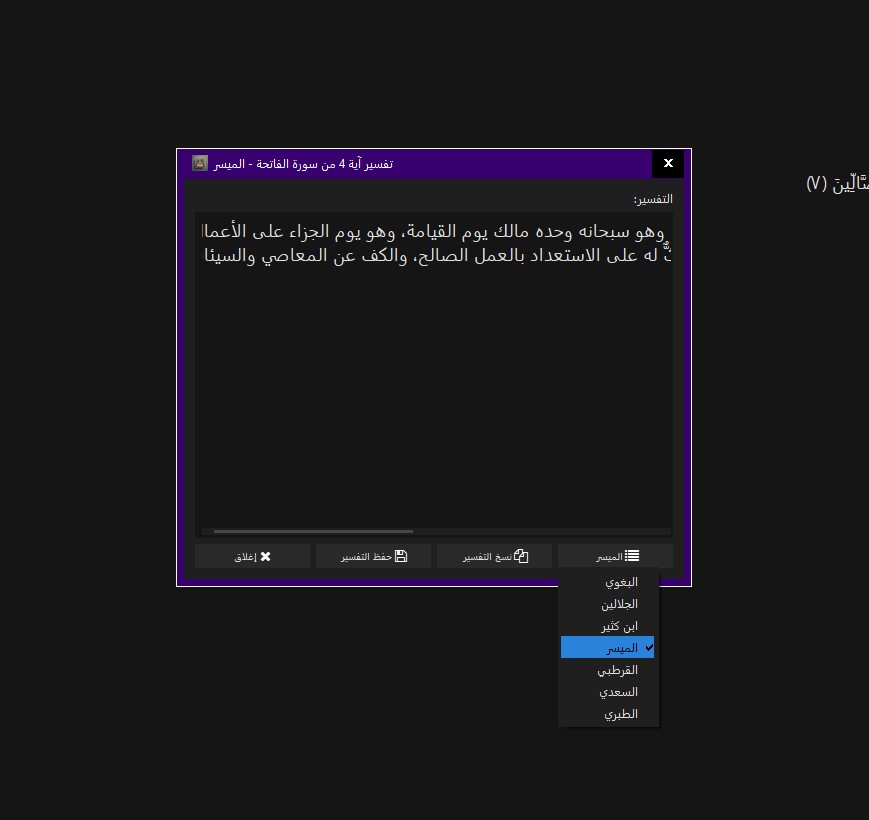 تفسير آية 4 من سورة الفاتحة - الميسر
ضَّالِّينَ (٧)
التفسير:
وهو سبحانه وحده مالك يوم القيامة، وهو يوم الجزاء على الأعما
له على الاستعداد بالعمل الصالح، والكف عن المعاصي والسيئا
الميسر
نسخ التفسير
حفظ التفسير
إغلاق
البغوي
الجلالين
ابن كثير
الميسر
القرطبي
السعدي
الطبري